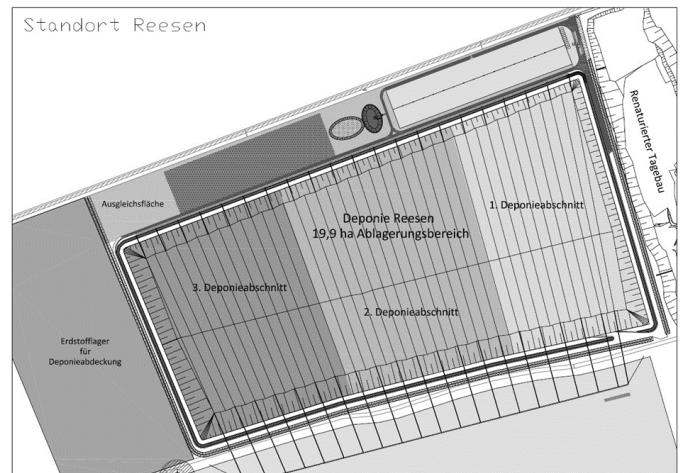 Standort Reesen
Renaturierter Tagebau
Ausgleichsfläche
1. Deponieabschnitt
Deponie Reesen
19,9 ha Ablagerungsbereich
3. Deponieabschnitt
2. Deponieabschnitt
Erdstofflager
für
Deponieabdeckung